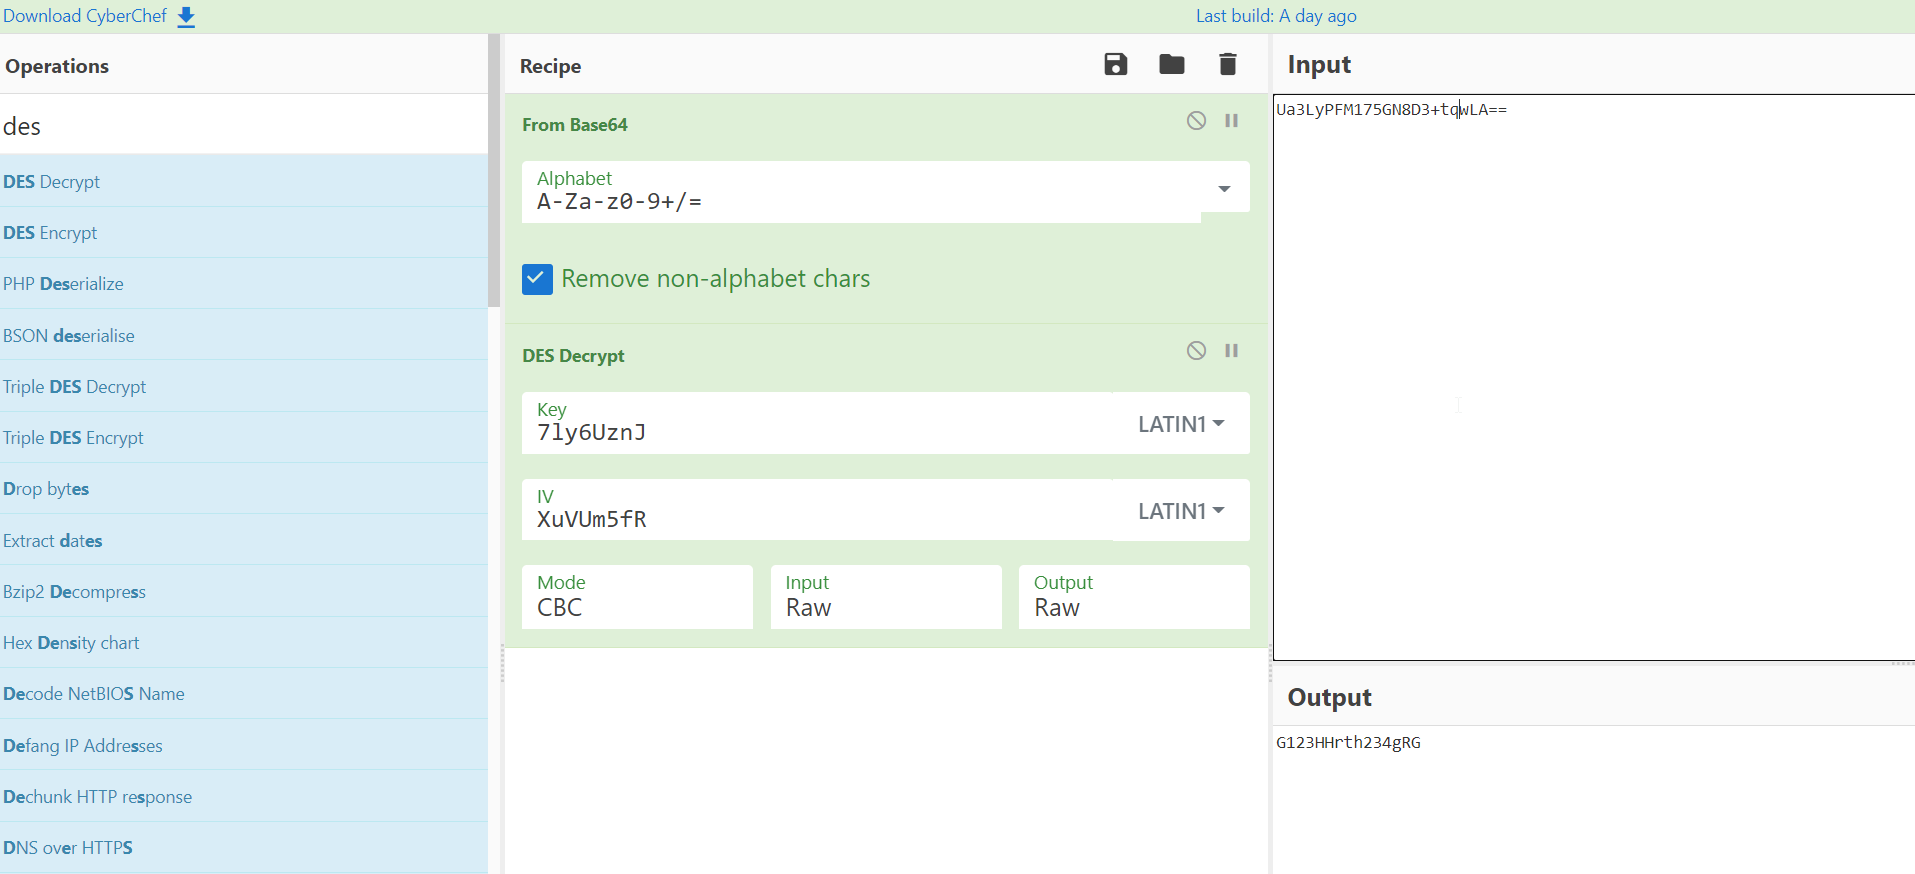 Download CyberChef
Last build: A day ago
Operations
des
DES Decrypt
DES Encrypt
PHP Deserialize
BSON deserialise
Triple DES Decrypt
Triple DES Encrypt
Drop bytes
Extract dates
Bzip2 Decompress
Hex Density chart
Decode NetBIOS Name
Defang IP Addresses
Dechunk HTTP response
DNS over HTTPS
Recipe
From Base64
Alphabet
A-Za-z0-9+/=
Remove non-alphabet chars
DES Decrypt
Key
7ly6UznJ
LATIN1
IV
XuVUm5fR
LATIN1
Mode
CBC
Input
Raw
Output
Raw
Input
Ua3LyPFM175GN8D3+tqwLA==
Output
G123HHrth234gRG